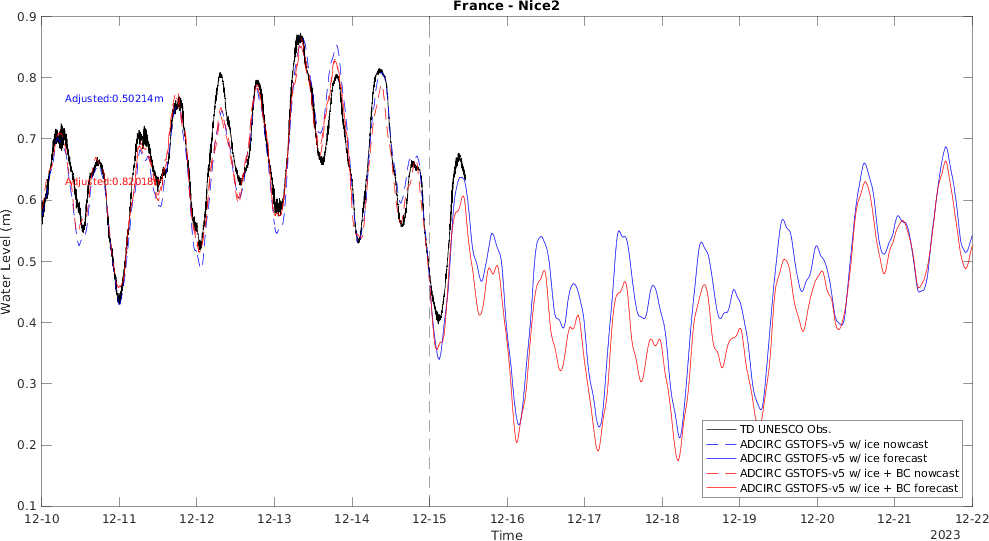 France - Nice2
0.9
0.8
0.7
0.6
0.5
0.4
0.3
0.2
0.1
Water Level (m)
Adjusted:0.50214m
Adjusted:0.82018m
TD UNESCO Obs.
ADCIRC GSTOFS-v5 w/ ice nowcast
ADCIRC GSTOFS-v5 w/ ice forecast
ADCIRC GSTOFS-v5 w/ ice + BC nowcast
ADCIRC GSTOFS-v5 w/ ice + BC forecast
12-10 12-11 12-12 12-13 12-14 12-15 12-16 12-17 12-18 12-19 12-20 12-21 12-22
Time
2023